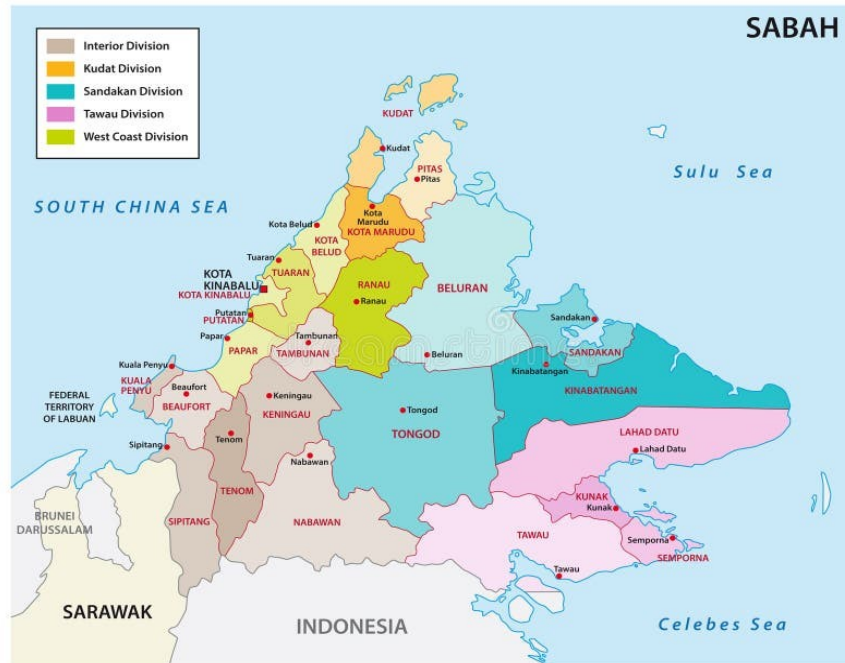 SABAH
Interior Division
Kudat Division
Sandakan Division
Tawau Division
West Coast Division
KUDAT
Kudat
PITAS
Pitas
Sulu Sea
SOUTH CHINA SEA
Kota
Marudu
KOTA MARUDU
Kota Belud
KOTA
BELUD
Tuaran
TUARAN
KOTA
KINABALU
KOTA KINABALU
RANAU
Ranau
BELURAN
Putatan
PUTATAN
Sandakan
SANDAKAN
Papar
PAPAR
Tambunan
TAMBUNAN
Beluran
Kinabatangan
KINABATANGAN
Kuala Penyu
KUALA
PENYU
Beaufort
BEAUFORT
FEDERAL
TERRITORY
OF LABUAN
Keningau
KENINGAU
Tongod
TONGOD
LAHAD DATU
Lahad Datu
Sipitang
Tenom
Nabawan
TENOM
SIPITANG
NABAWAN
KUNAK
Kunak
BRUNEI
DARUSSALAM
TAWAU
Semporna
SEMPORNA
Tawau
SARAWAK
INDONESIA
Celebes Sea